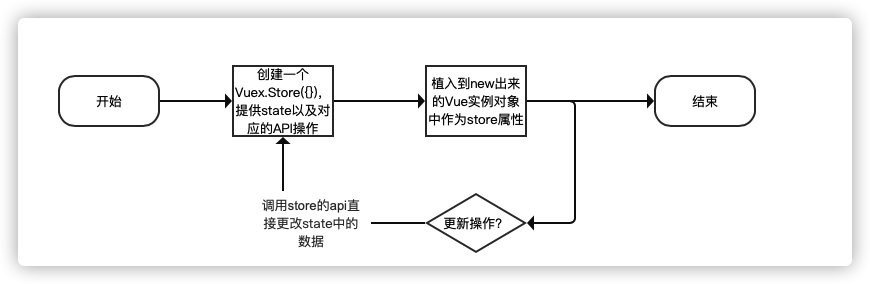 开始
创建一个
Vuex.Store({}),
提供state以及对
应的API操作
植入到new出来
的Vue实例对象
中作为store属性
结束
调用store的api直
接更改state中的
数据
更新操作？